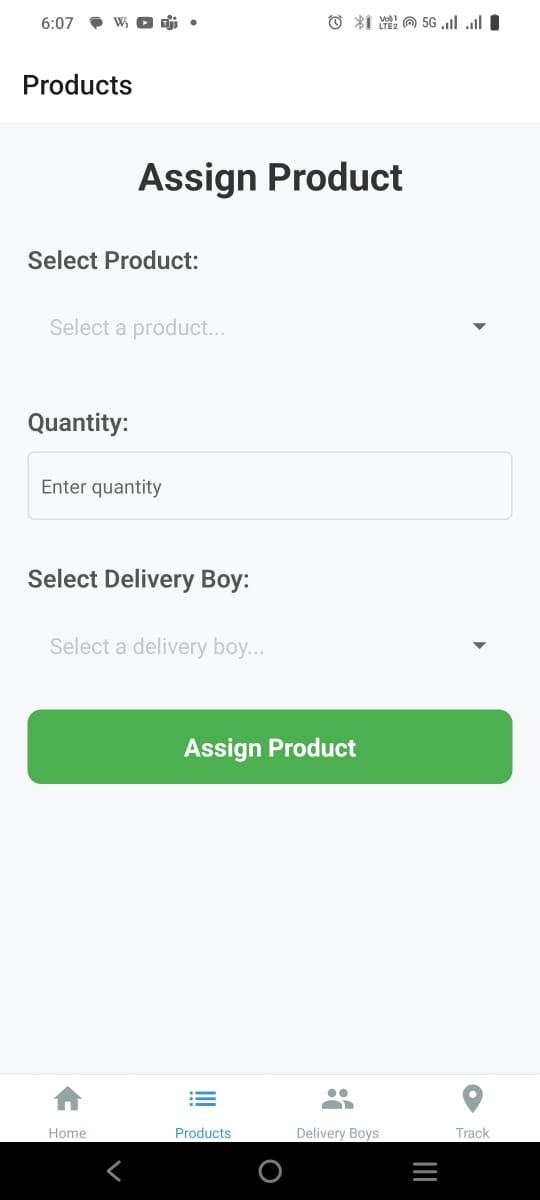 6:07
5G
Products
Assign Product
Select Product:
Select a product...
Quantity:
Enter quantity
Select Delivery Boy:
Select a delivery boy...
Assign Product
Home Products Delivery Boys Track